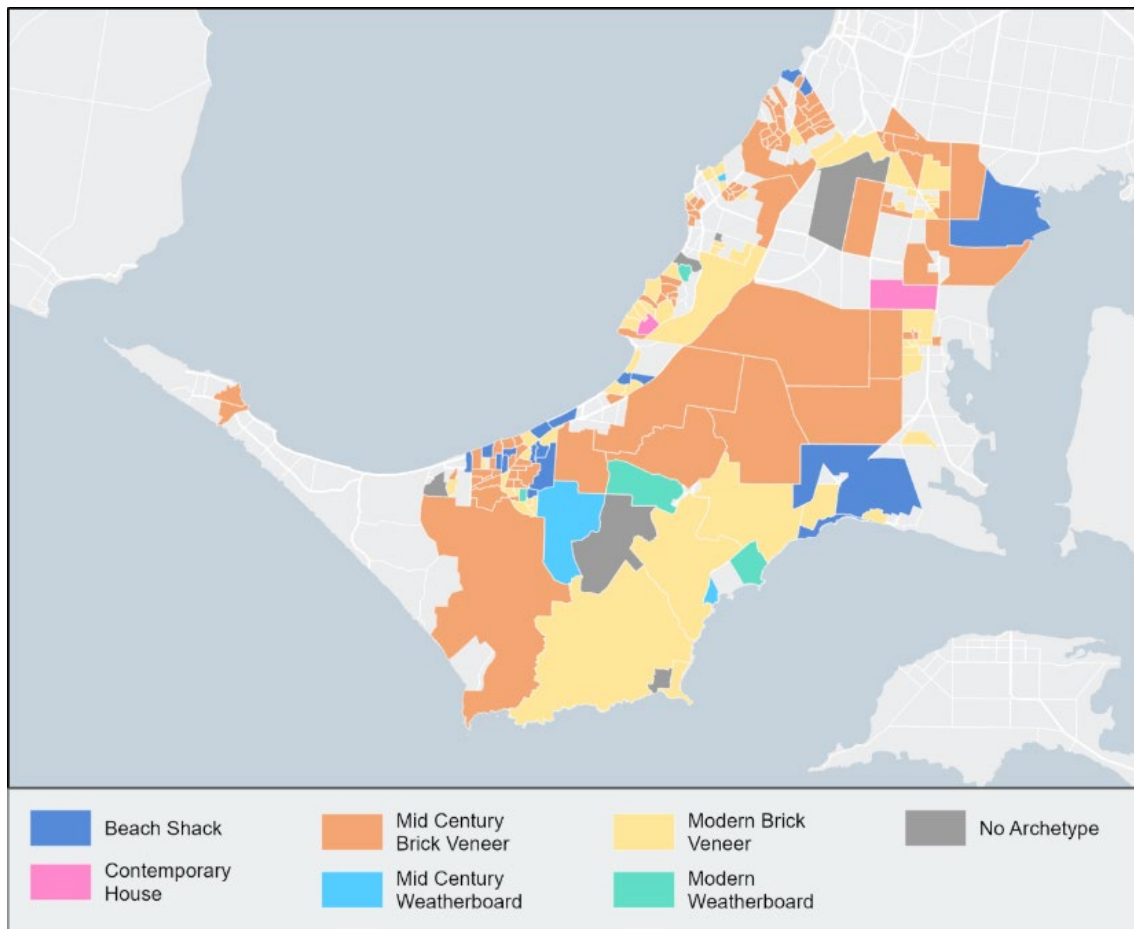 Beach Shack
Mid Century
Brick Veneer
Modern Brick
Veneer
No Archetype
Contemporary
House
Mid Century
Weatherboard
Modern
Weatherboard